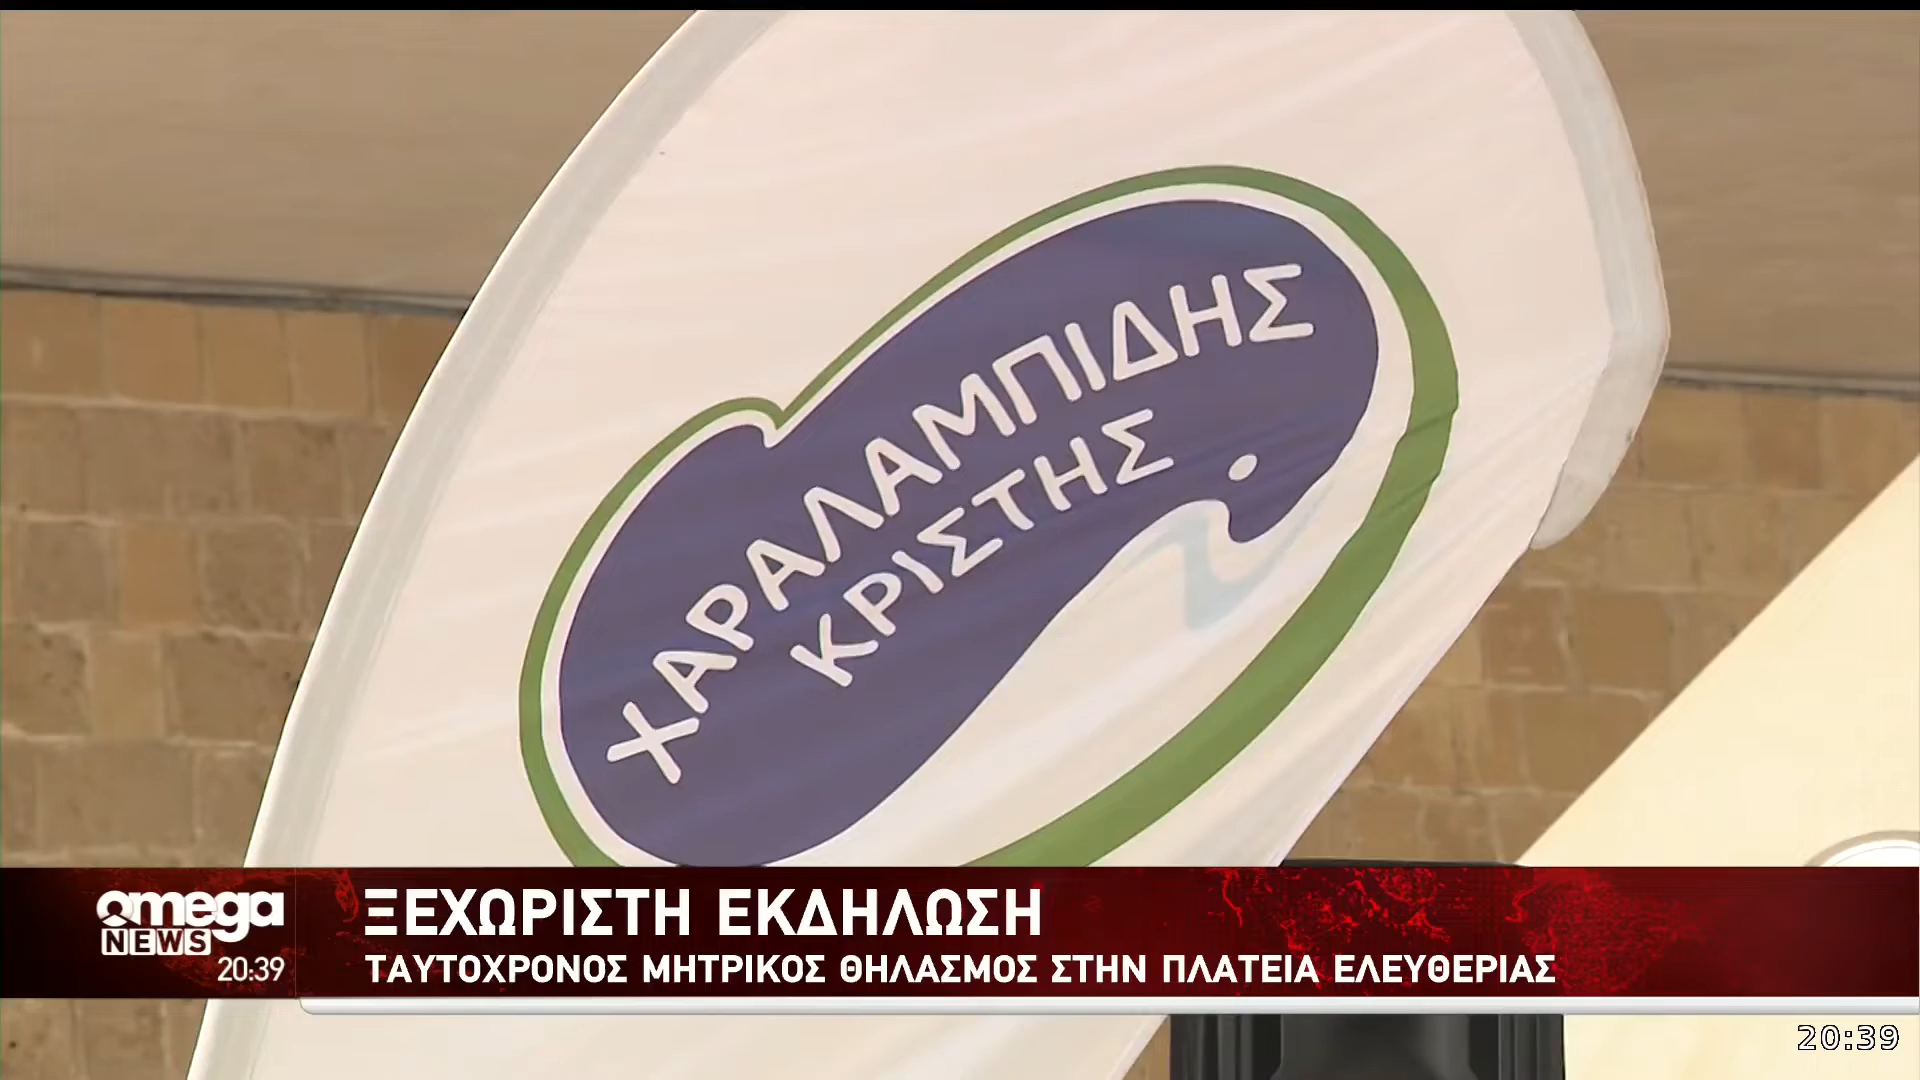 ΧΑΡΑΛΑΜΠΙΔΗΣ
ΚΡΙΣΤΗΣ
omega
NEWS
20:39
ΞΕΧΩΡΙΣΤΗ ΕΚΔΗΛΩΣΗ
ΤΑΥΤΟΧΡΟΝΟΣ ΜΗΤΡΙΚΟΣ ΘΗΛΑΣΜΟΣ ΣΤΗΝ ΠΛΑΤΕΙΑ ΕΛΕΥΘΕΡΙΑΣ
20:39